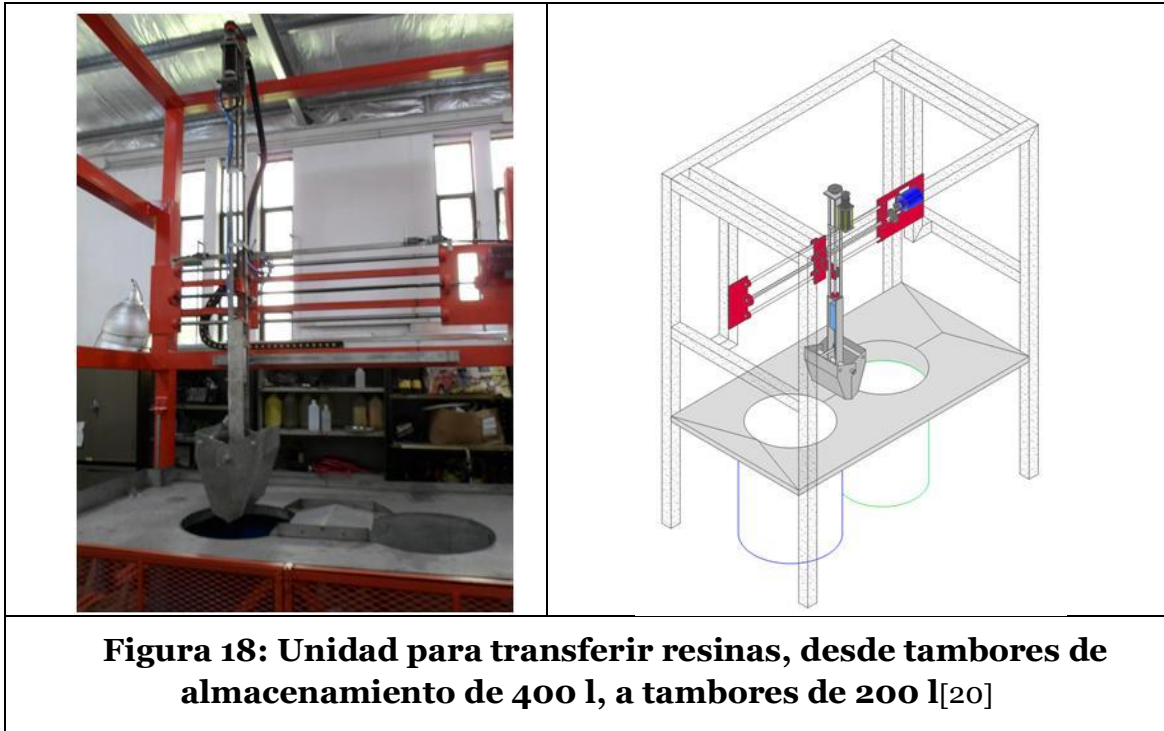 Figura 18: Unidad para transferir resinas, desde tambores de
almacenamiento de 400 l, a tambores de 200 l[20]